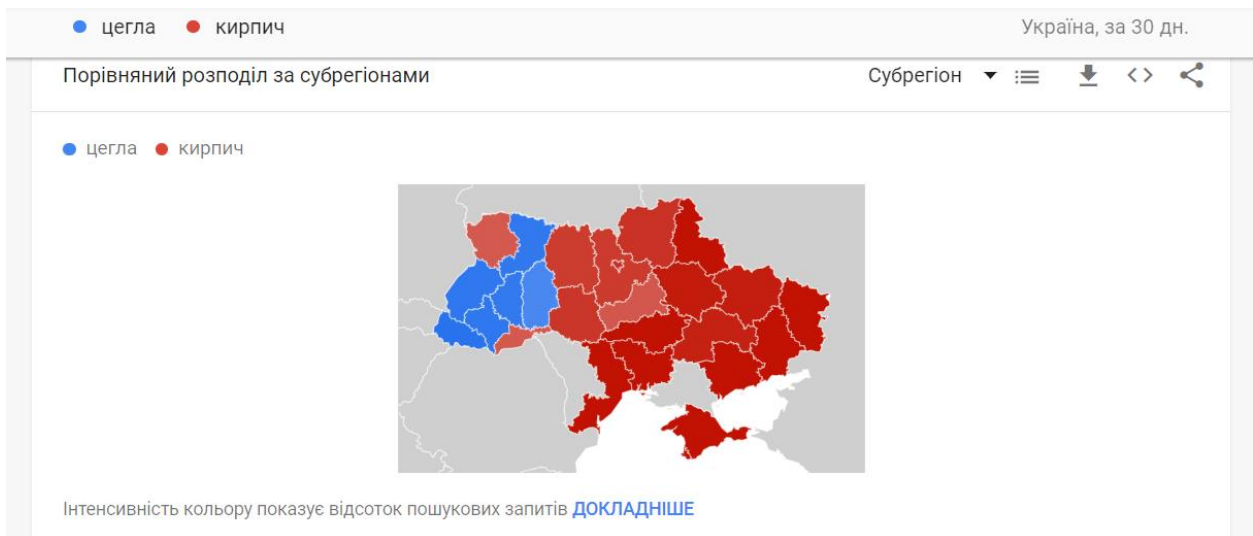 цегла кирпич Україна, за 30 дн.
Порівняний розподіл за субрегіонами Субрегіон
цегла кирпич
Інтенсивність кольору показує відсоток пошукових запитів ДОКЛАДНІШЕ